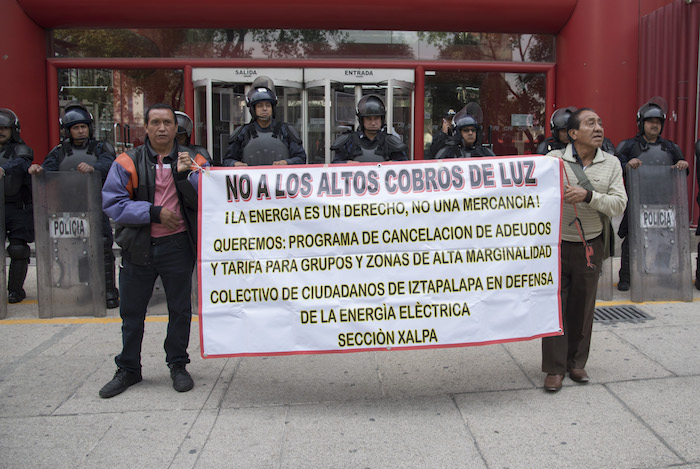 SALIDA
ENTRADA
POLICIA
POLICIA
NO A LOS ALTOS COBROS DE LUZ
¡LA ENERGIA ES UN DERECHO, NO UNA MERCANCIA!
QUEREMOS: PROGRAMA DE CANCELACION DE ADEUDOS
Y TARIFA PARA GRUPOS Y ZONAS DE ALTA MARGINALIDAD
COLECTIVO DE CIUDADANOS DE IZTAPALAPA EN DEFENSA
DE LA ENERGÌA ELÈCTRICA
SECCIÒN XALPA